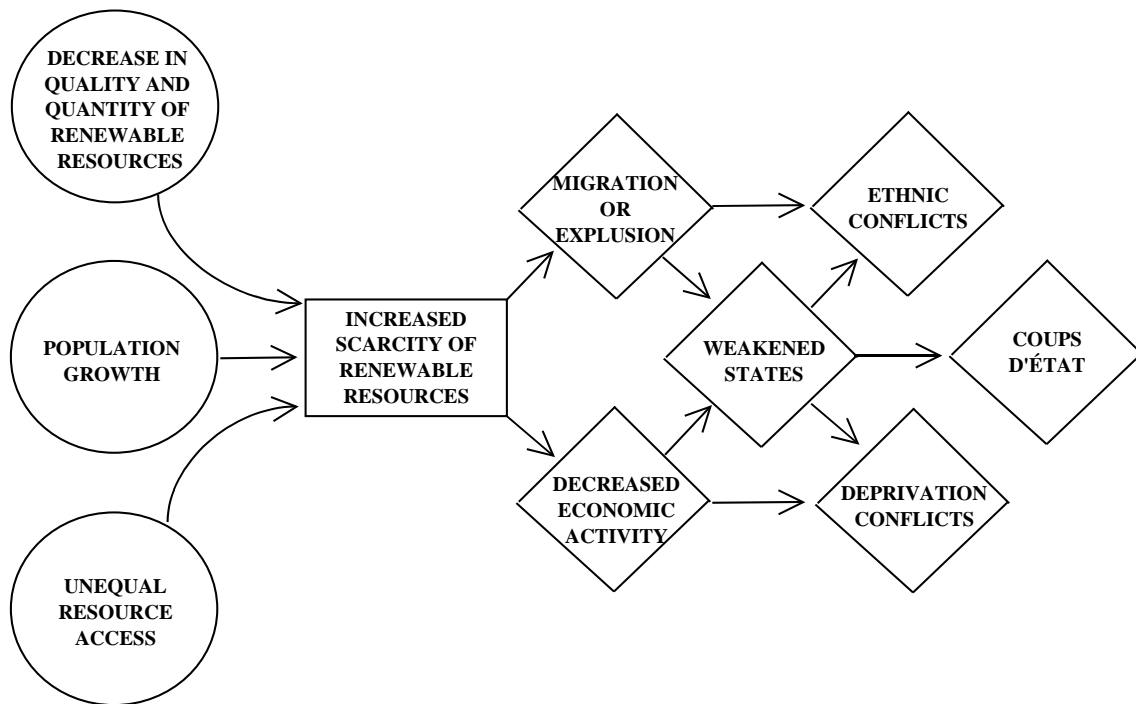 DECREASE IN
QUALITY AND
QUANTITY OF
RENEWABLE
RESOURCES
POPULATION
GROWTH
UNEQUAL
RESOURCE
ACCESS
INCREASED
SCARCITY OF
RENEWABLE
RESOURCES
MIGRATION
OR
EXPLUSION
DECREASED
ECONOMIC
ACTIVITY
WEAKENED
STATES
ETHNIC
CONFLICTS
COUPS
D'ÉTAT
DEPRIVATION
CONFLICTS